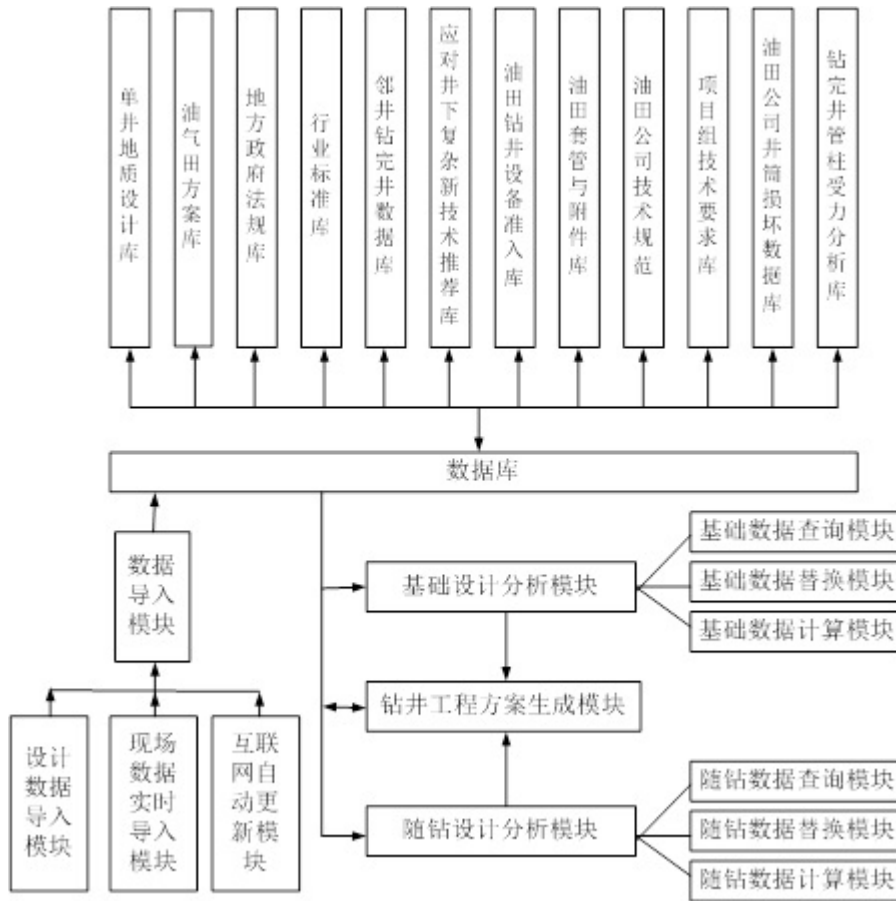 单井地质设计库
油气田方案库
地方政府法规库
行业标准库
邻井钻完井数据库
应对井下复杂新技术推荐库
油田钻井设备准入库
油田套管与附件库
油田公司技术规范
项目组技术要求库
油田公司井筒损坏数据库
钻完井管柱受力分析库
数据库
数据
导入
模块
设计
数据
导入
模块
现场
数据
实时
导入
模块
互联
网自
动更
新模
块
基础设计分析模块
基础数据查询模块
基础数据替换模块
基础数据计算模块
钻井工程方案生成模块
随钻设计分析模块
随钻数据查询模块
随钻数据替换模块
随钻数据计算模块